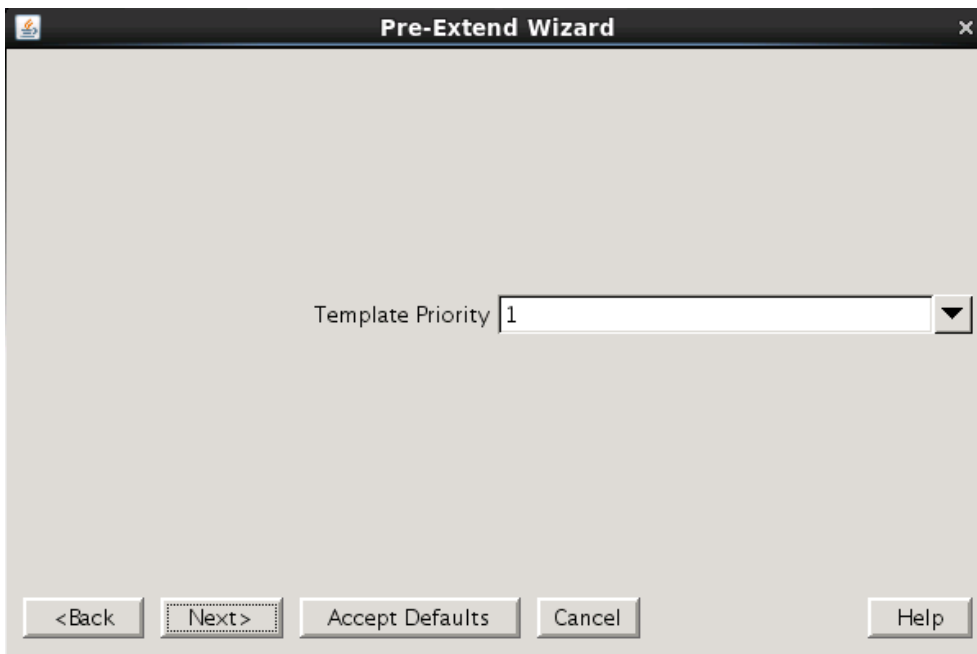 Pre-Extend Wizard
Template Priority 1
<Back Next> Accept Defaults Cancel Help